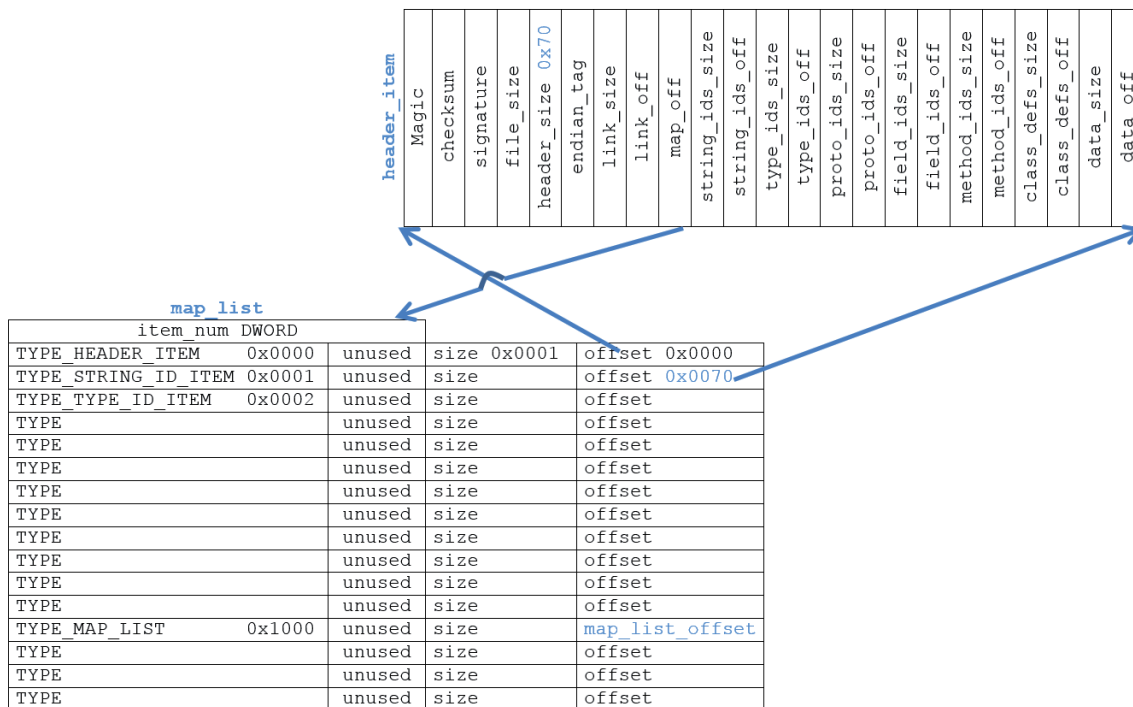 header_item
Magic
checksum
signature
file_size
header_size 0x70
endian_tag
link_size
link_off
map_off
string_ids_size
string_ids_off
type_ids_size
type_ids_off
proto_ids_size
proto_ids_off
field_ids_size
field_ids_off
method_ids_size
method_ids_off
class_defs_size
class_defs_off
data_size
data_off
map_list
item_num DWORD
TYPE_HEADER_ITEM 0x0000 unused size 0x0001 offset 0x0000
TYPE_STRING_ID_ITEM 0x0001 unused size offset 0x0070
TYPE_TYPE_ID_ITEM 0x0002 unused size offset
TYPE unused size offset
TYPE unused size offset
TYPE unused size offset
TYPE unused size offset
TYPE unused size offset
TYPE unused size offset
TYPE unused size offset
TYPE unused size offset
TYPE unused size offset
TYPE_MAP_LIST 0x1000 unused size map_list_offset
TYPE unused size offset
TYPE unused size offset
TYPE unused size offset